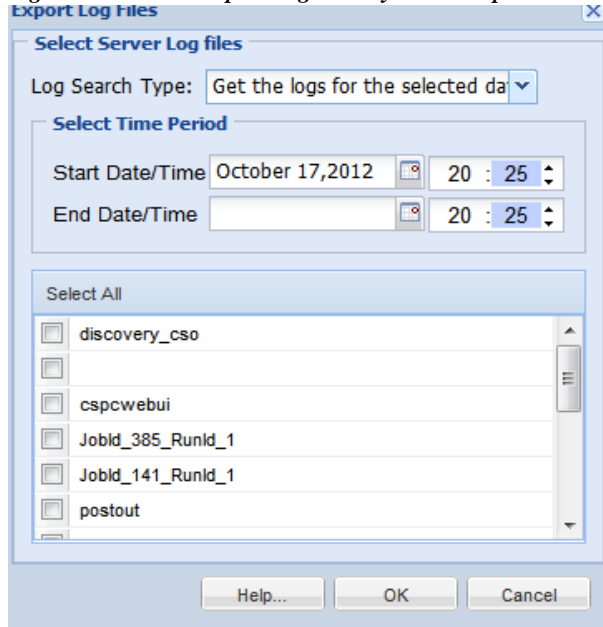 Export Log Files
Select Server Log files
Log Search Type: Get the logs for the selected da
Select Time Period
Start Date/Time October 17,2012 20 : 25
End Date/Time 20 : 25
Select All
discovery_cso
cspcwebui
JobId_385_RunId_1
JobId_141_RunId_1
postout
Help... OK Cancel